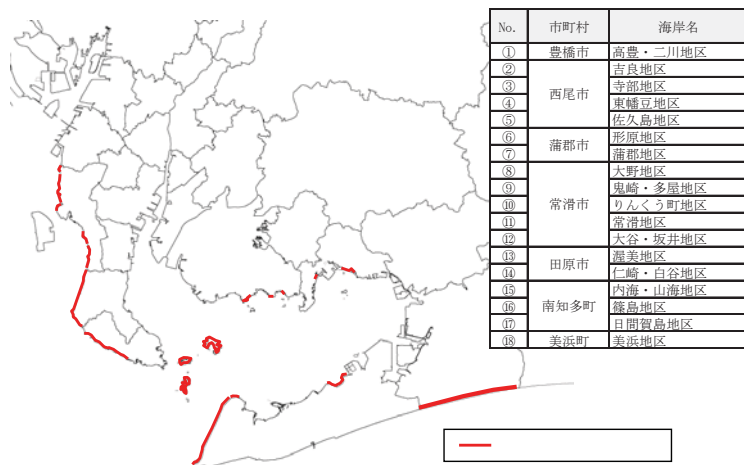 No. 市町村 海岸名
① 豊橋市 高豊・二川地区
② 西尾市 吉良地区
③ 寺部地区
④ 東幡豆地区
⑤ 佐久島地区
⑥ 蒲郡市 形原地区
⑦ 蒲郡地区
⑧ 常滑市 大野地区
⑨ 鬼崎・多屋地区
⑩ りんくう町地区
⑪ 常滑地区
⑫ 大谷・坂井地区
⑬ 田原市 渥美地区
⑭ 仁崎・白谷地区
⑮ 南知多町 内海・山海地区
⑯ 篠島地区
⑰ 日間賀島地区
⑱ 美浜町 美浜地区